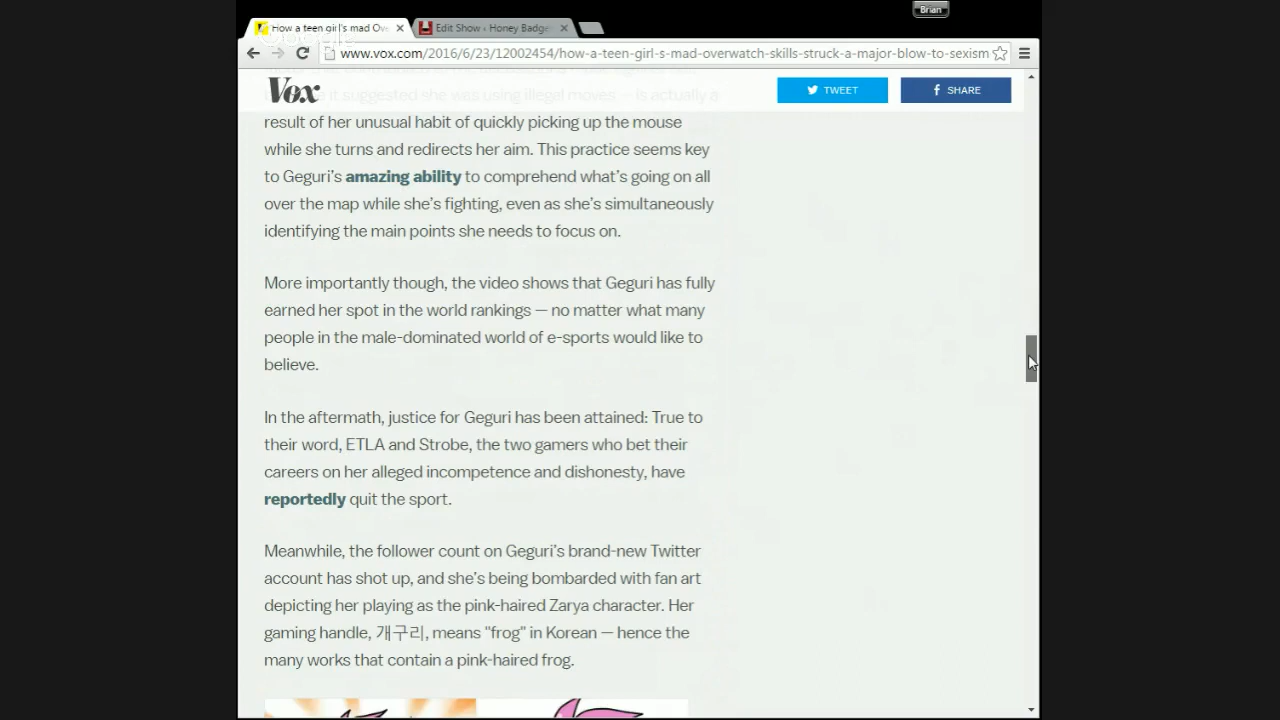 Brian
How a teen girl's mad Ov
Edit Show ‹ Honey Badge
www.vox.com/2016/6/23/12002454/how-a-teen-girl-s-mad-overwatch-skills-struck-a-major-blow-to-sexism
Vox
TWEET
SHARE
it suggested she was using illegal moves — is actually a
result of her unusual habit of quickly picking up the mouse
while she turns and redirects her aim. This practice seems key
to Geguri's amazing ability to comprehend what's going on all
over the map while she's fighting, even as she's simultaneously
identifying the main points she needs to focus on.
More importantly though, the video shows that Geguri has fully
earned her spot in the world rankings — no matter what many
people in the male-dominated world of e-sports would like to
believe.
In the aftermath, justice for Geguri has been attained: True to
their word, ETLA and Strobe, the two gamers who bet their
careers on her alleged incompetence and dishonesty, have
reportedly quit the sport.
Meanwhile, the follower count on Geguri's brand-new Twitter
account has shot up, and she's being bombarded with fan art
depicting her playing as the pink-haired Zarya character. Her
gaming handle, 개구리, means "frog" in Korean — hence the
many works that contain a pink-haired frog.